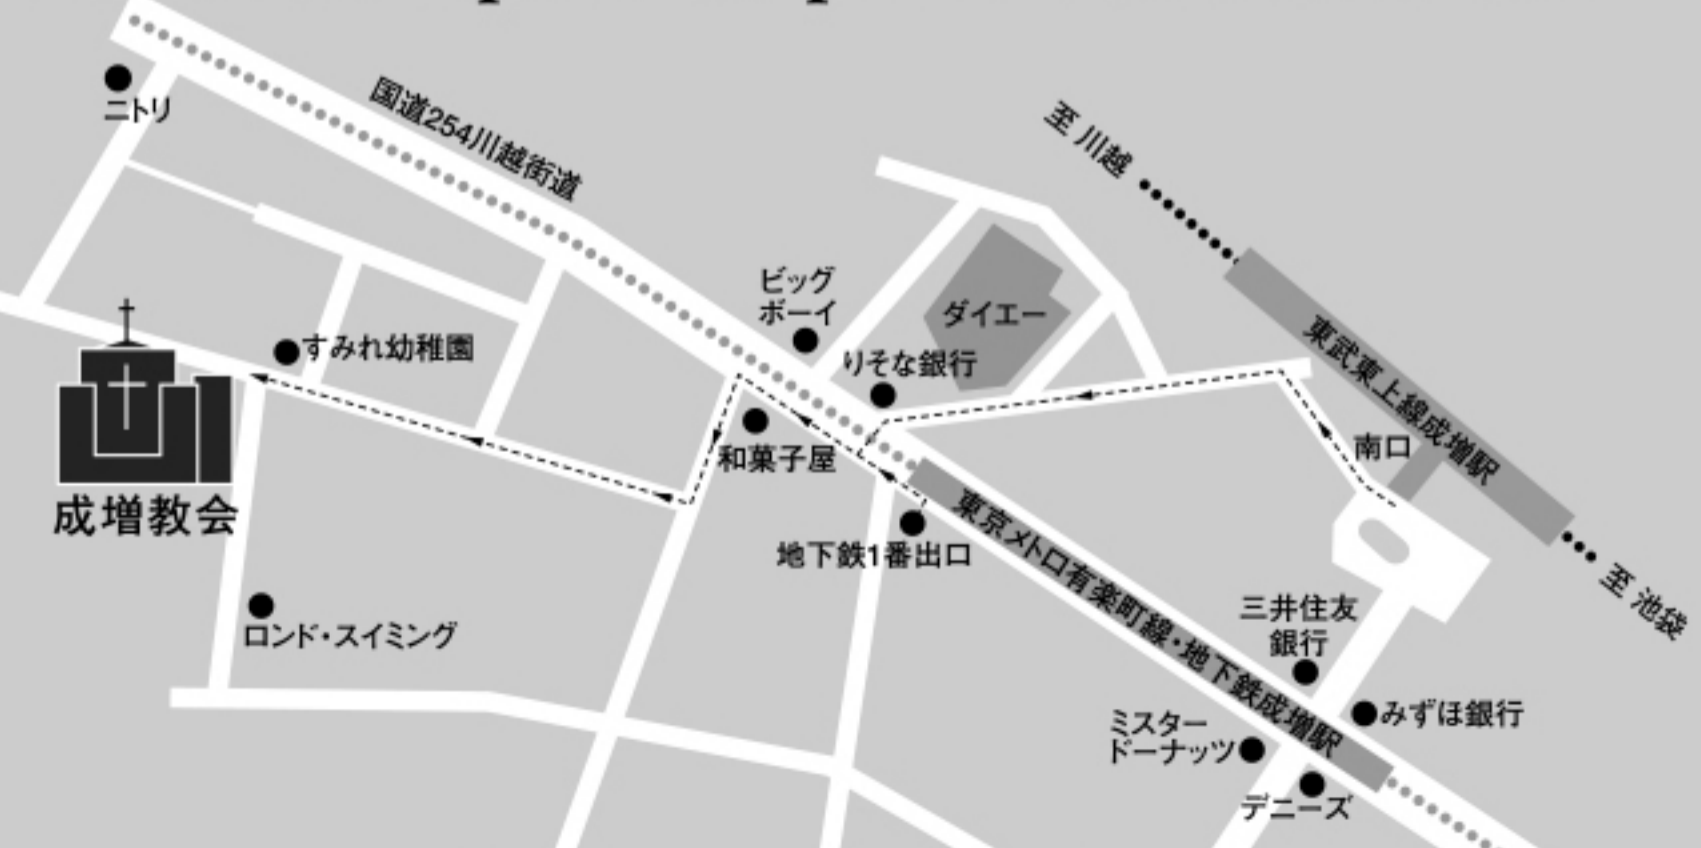 ニトリ
国道254川越街道
至 川越
ビッグ
ボーイ
ダイエー
東武東上線成増駅
すみれ幼稚園
りそな銀行
南口
和菓子屋
成増教会
東京メトロ有楽町線・地下鉄成増駅
地下鉄1番出口
至 池袋
三井住友
銀行
ロンド・スイミング
みずほ銀行
ミスター
ドーナッツ
デニーズ